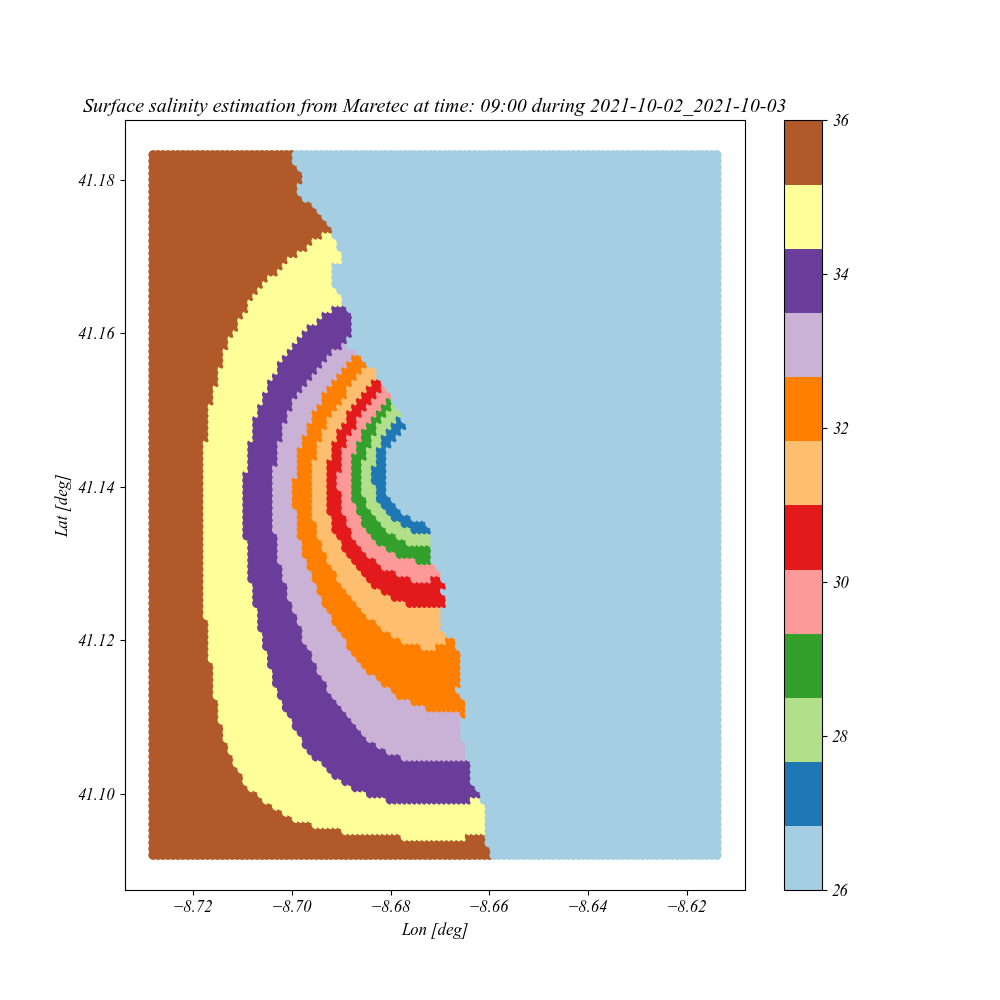 Surface salinity estimation from Maretec at time: 09:00 during 2021-10-02_2021-10-03
36
41.18
34
41.16
32
41.14
Lat [deg]
30
41.12
28
41.10
26
−8.72 −8.70 −8.68 −8.66 −8.64 −8.62
Lon [deg]